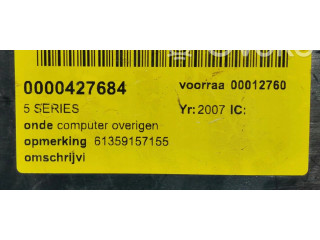 0000427684 voorraa 00012760
5 SERIES Yr: 2007 IC:
onde computer overigen
opmerking 61359157155
omschrijvi